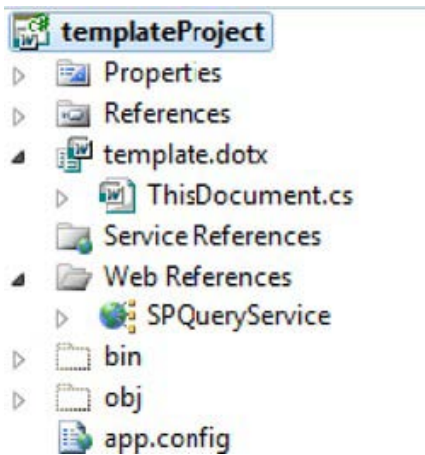 templateProject
Properties
References
template.dotx
ThisDocument.cs
Service References
Web References
SPQueryService
bin
obj
app.config